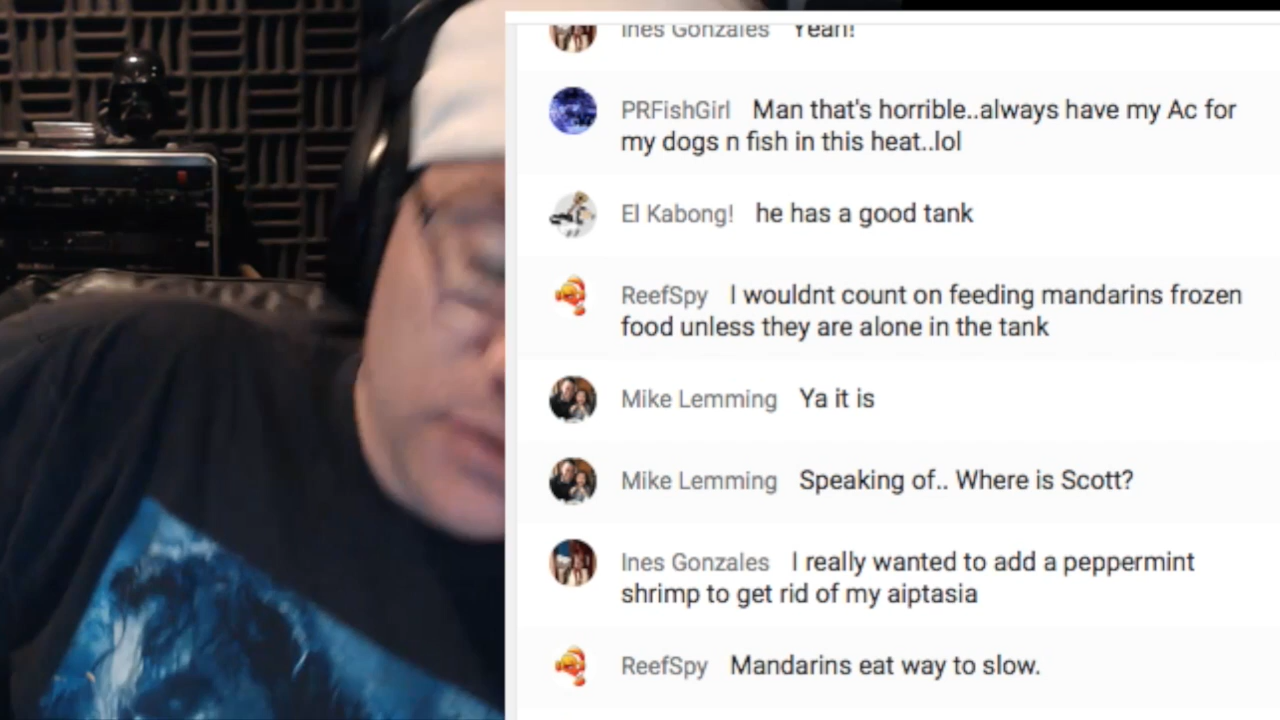 Ines Gonzales Yeah!
PRFishGirl Man that's horrible..always have my Ac for
my dogs n fish in this heat..lol
El Kabong! he has a good tank
ReefSpy I wouldnt count on feeding mandarins frozen
food unless they are alone in the tank
Mike Lemming Ya it is
Mike Lemming Speaking of.. Where is Scott?
Ines Gonzales I really wanted to add a peppermint
shrimp to get rid of my aiptasia
ReefSpy Mandarins eat way to slow.